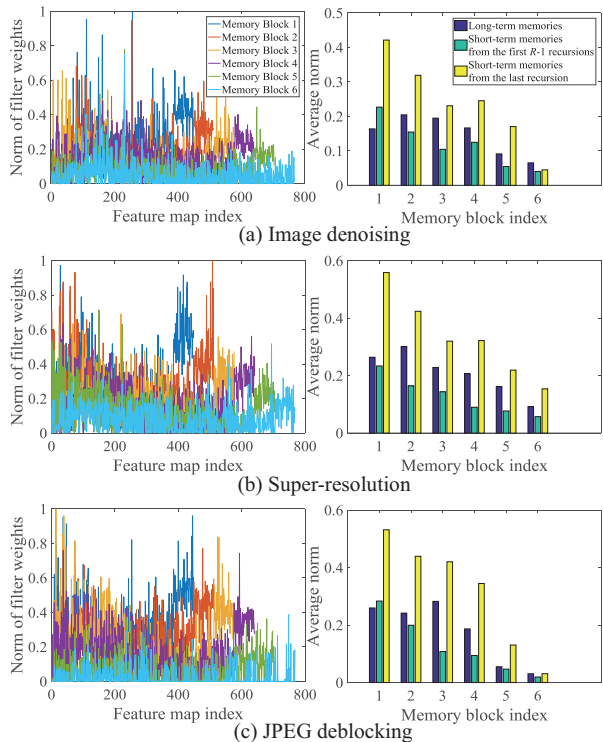 Norm of filter weights
1
0.8
0.6
0.4
0.2
0
0 200 400 600 800
Feature map index
Memory Block 1
Memory Block 2
Memory Block 3
Memory Block 4
Memory Block 5
Memory Block 6
Average norm
0.5
0.4
0.3
0.2
0.1
0
1 2 3 4 5 6
Memory block index
Long-term memories
Short-term memories
from the first R-1 recursions
Short-term memories
from the last recursion
(a) Image denoising
Norm of filter weights
1
0.8
0.6
0.4
0.2
0
0 200 400 600 800
Feature map index
Average norm
0.6
0.4
0.2
0
1 2 3 4 5 6
Memory block index
(b) Super-resolution
Norm of filter weights
1
0.8
0.6
0.4
0.2
0
0 200 400 600 800
Feature map index
Average norm
0.6
0.4
0.2
0
1 2 3 4 5 6
Memory block index
(c) JPEG deblocking